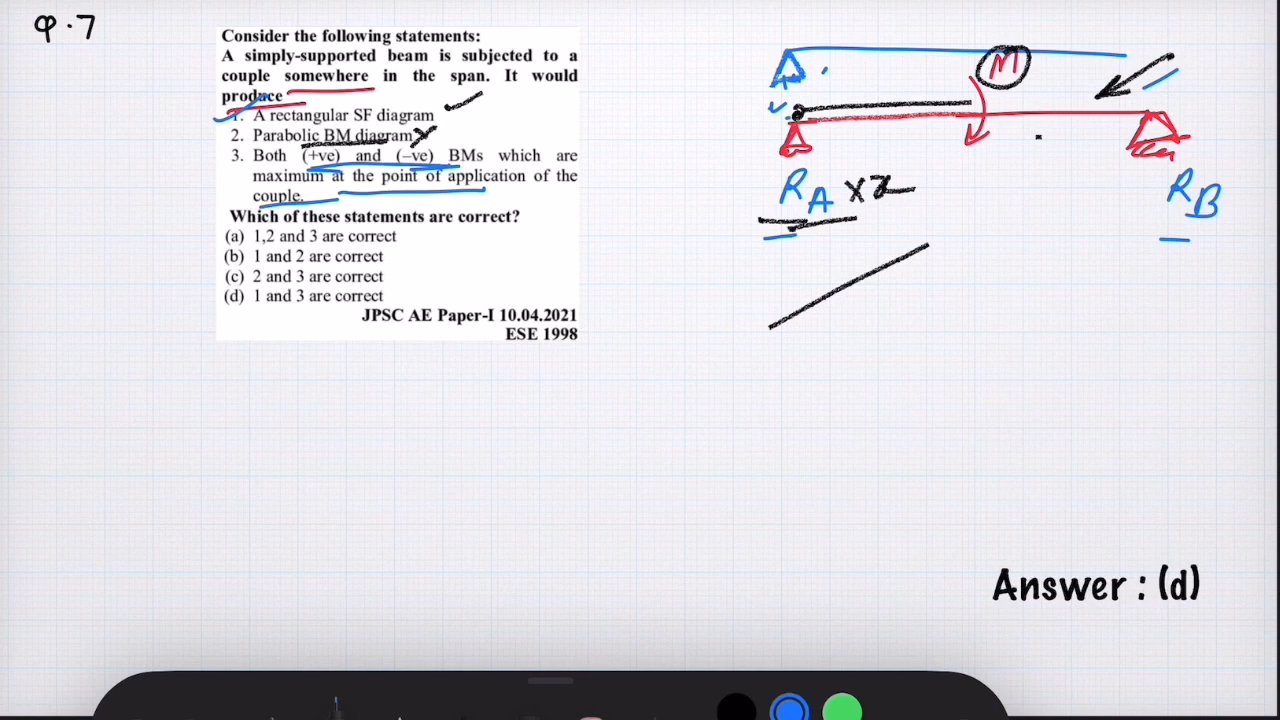 φ.7
Consider the following statements:
A simply-supported beam is subjected to a
couple somewhere in the span. It would
produce
1. A rectangular SF diagram
2. Parabolic BM diagram
3. Both (+ve) and (−ve) BMs which are
maximum at the point of application of the
couple.
Which of these statements are correct?
(a) 1,2 and 3 are correct
(b) 1 and 2 are correct
(c) 2 and 3 are correct
(d) 1 and 3 are correct
JPSC AE Paper-I 10.04.2021
ESE 1998
M
RA × x
RB
Answer : (d)